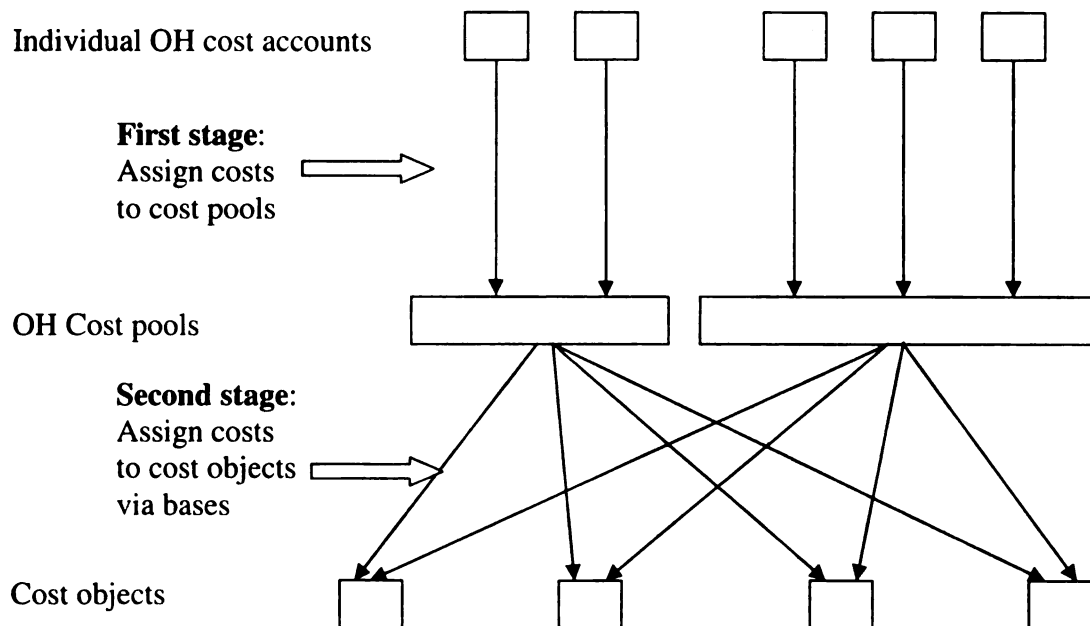 Individual OH cost accounts
First stage:
Assign costs
to cost pools
OH Cost pools
Second stage:
Assign costs
to cost objects
via bases
Cost objects